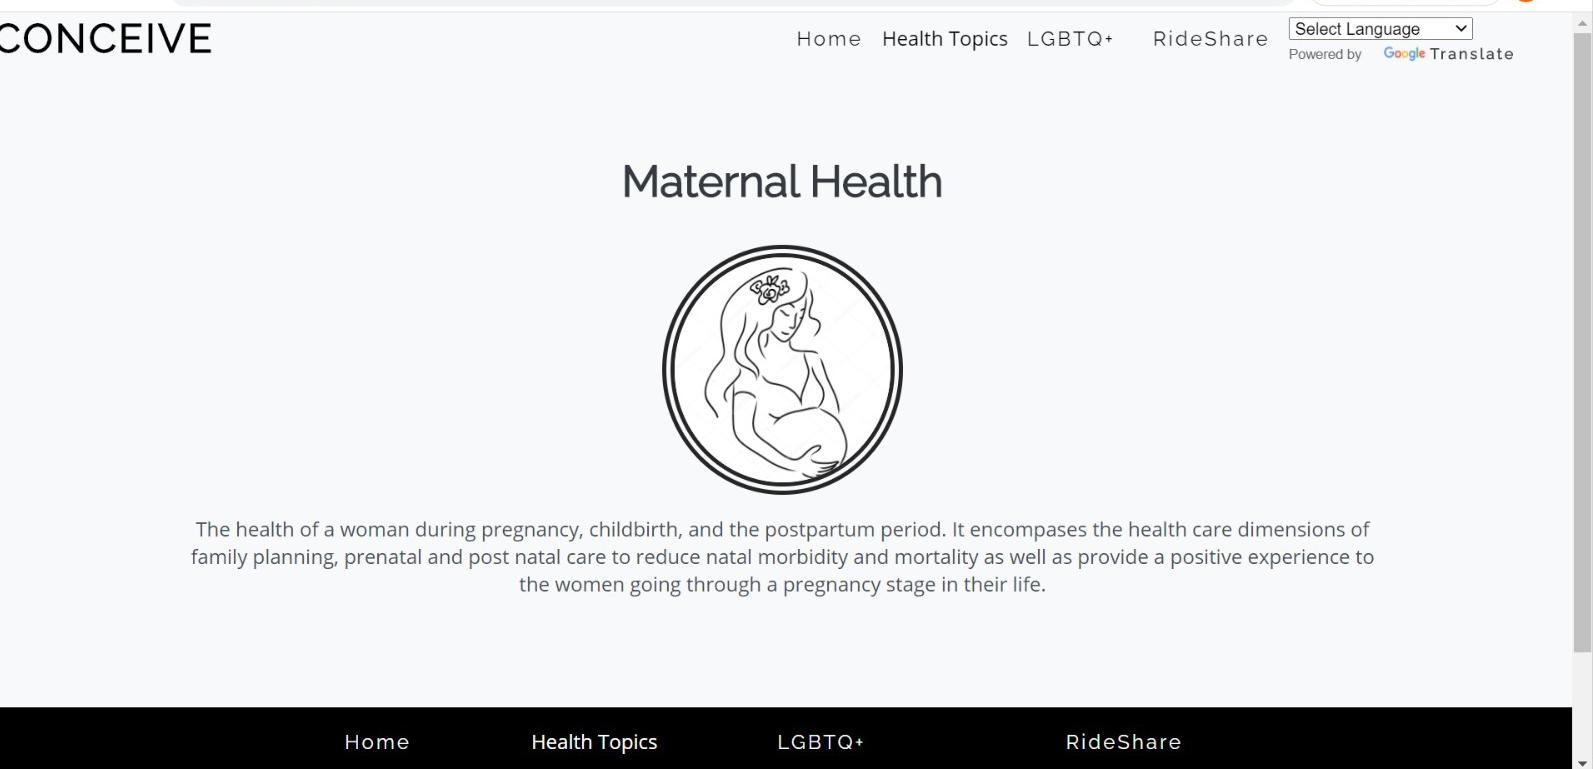 CONCEIVE
Home Health Topics LGBTQ+ RideShare Select Language
Powered by Google Translate
Maternal Health
The health of a woman during pregnancy, childbirth, and the postpartum period. It encompases the health care dimensions of
family planning, prenatal and post natal care to reduce natal morbidity and mortality as well as provide a positive experience to
the women going through a pregnancy stage in their life.
Home Health Topics LGBTQ+ RideShare